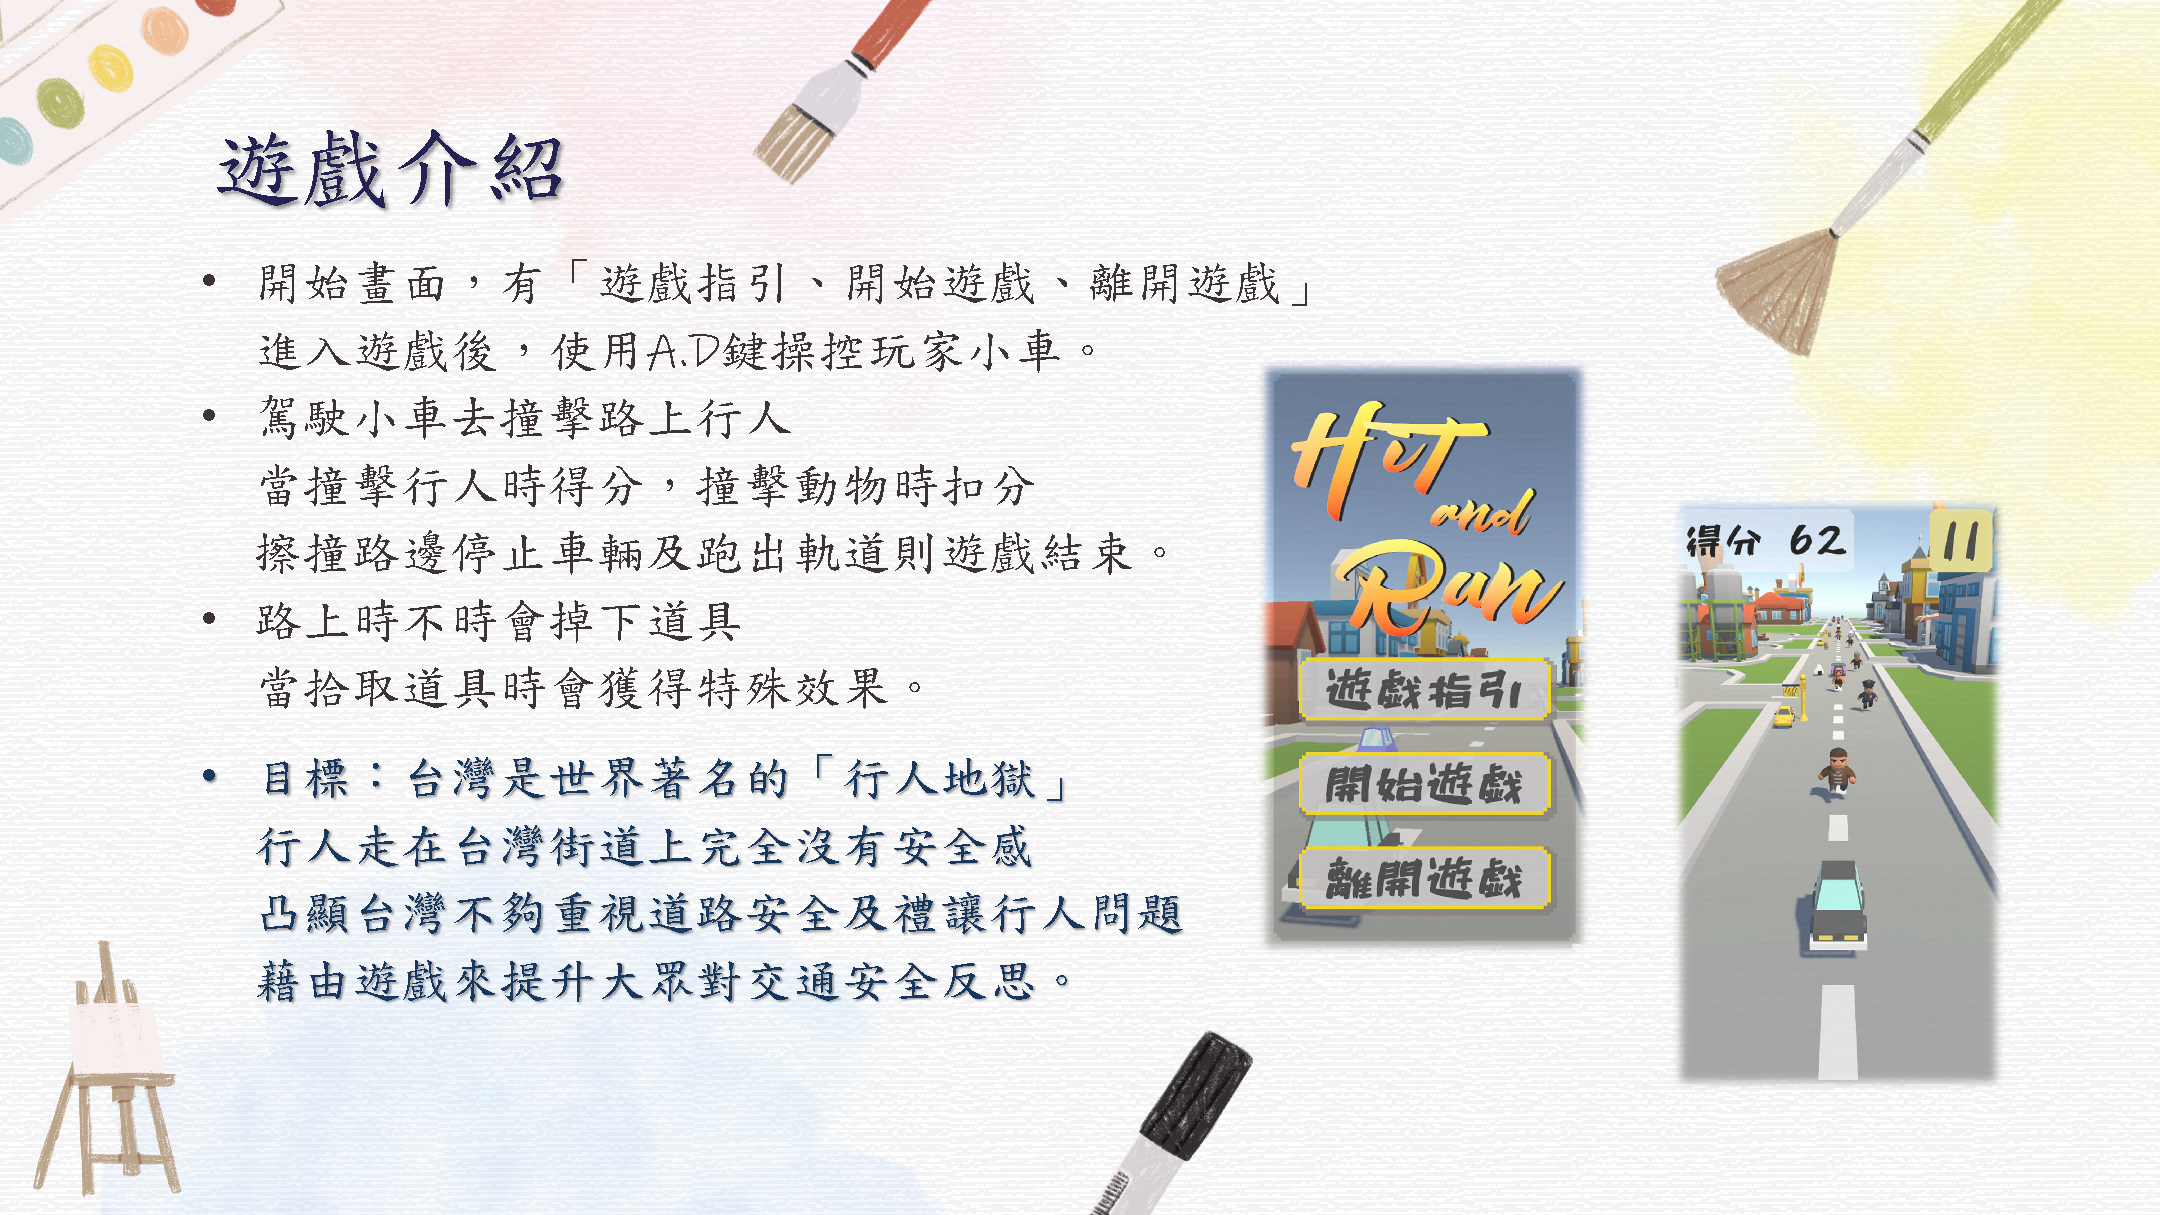 遊戲介紹
• 開始畫面，有「遊戲指引、開始遊戲、離開遊戲」
進入遊戲後，使用A.D鍵操控玩家小車。
• 駕駛小車去撞擊路上行人
當撞擊行人時得分，撞擊動物時扣分
擦撞路邊停止車輛及跑出軌道則遊戲結束。
• 路上時不時會掉下道具
當拾取道具時會獲得特殊效果。
• 目標：台灣是世界著名的「行人地獄」
行人走在台灣街道上完全沒有安全感
凸顯台灣不夠重視道路安全及禮讓行人問題
藉由遊戲來提升大眾對交通安全反思。
Hit
and
Run
遊戲指引
開始遊戲
離開遊戲
得分 62